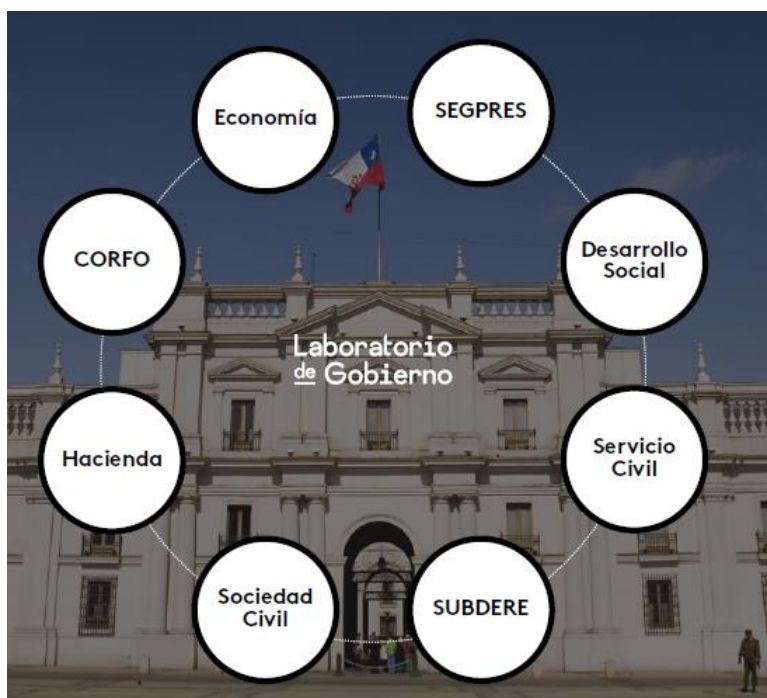 Economía
SEGPRES
CORFO
Desarrollo
Social
Laboratorio
de Gobierno
Hacienda
Servicio
Civil
Sociedad
Civil
SUBDERE